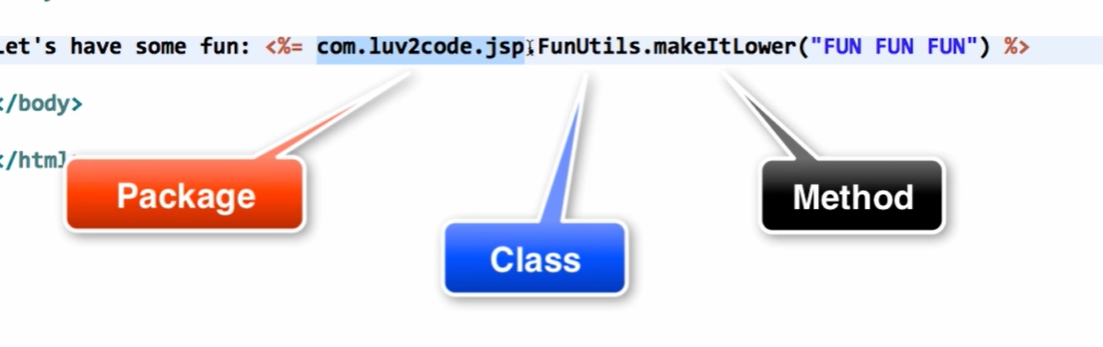 Let's have some fun: <%= com.luv2code.jsp.FunUtils.makeItLower("FUN FUN FUN") %>
</body>
</html>
Package
Method
Class